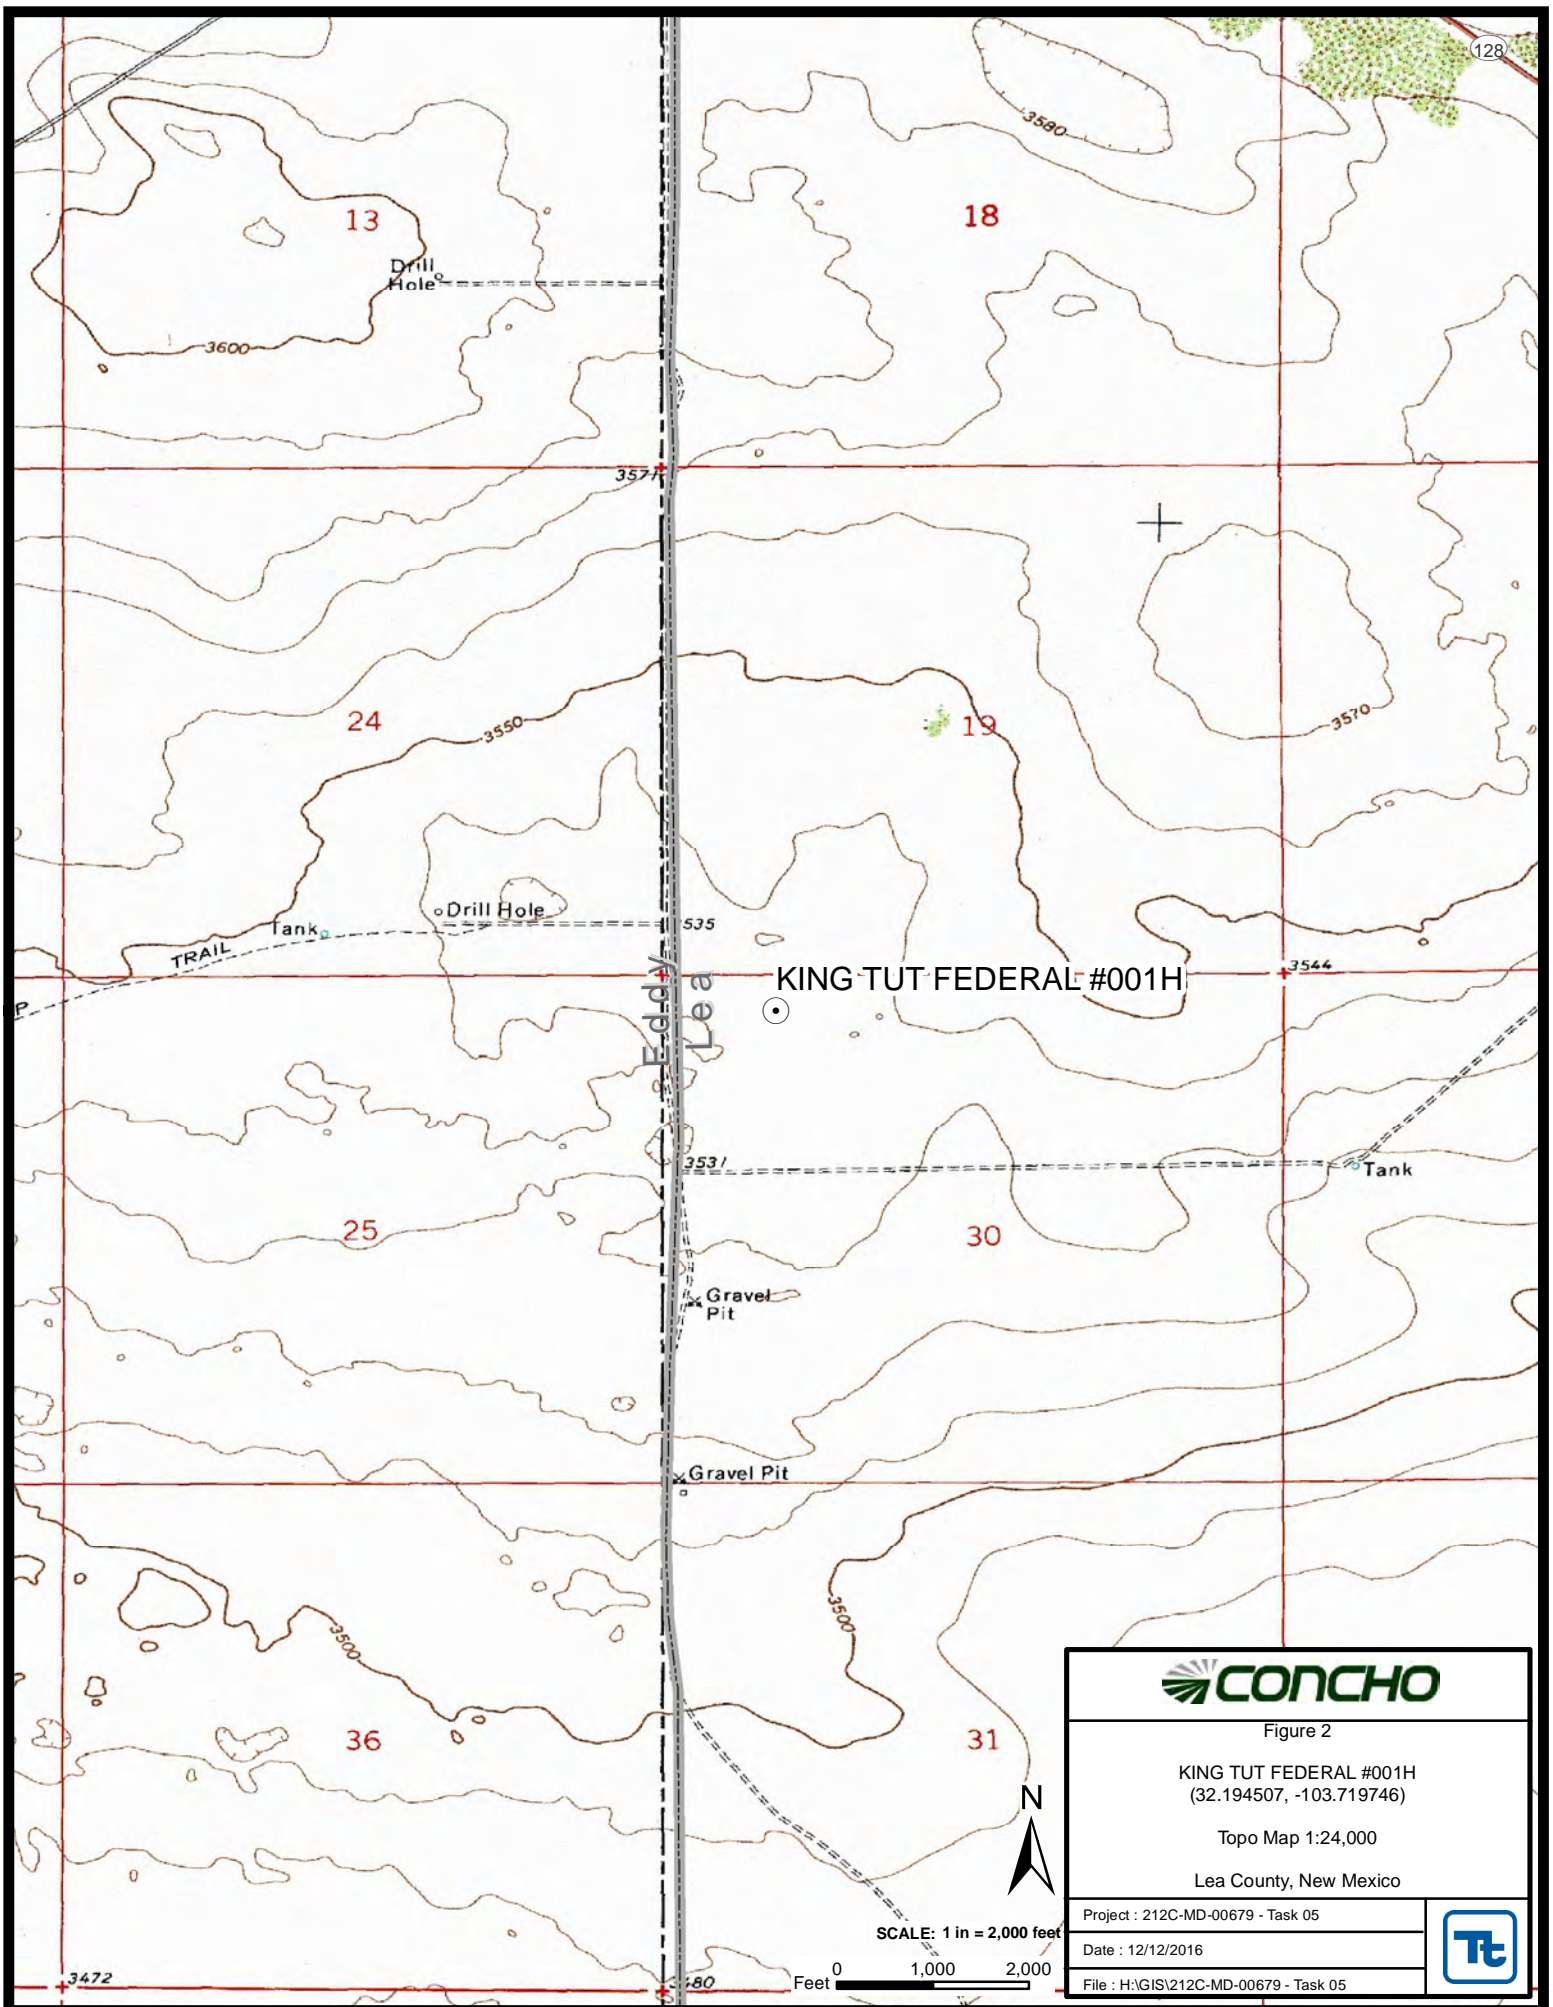 128
3580
13
18
Drill
Hole
3600
3571
24
3550
19
3570
Drill Hole
Tank
TRAIL
535
3544
KING TUT FEDERAL #001H
P
Eddy
Lea
3531
Tank
25
30
Gravel
Pit
Gravel Pit
3500
3500
36
31
CONCHO
Figure 2
KING TUT FEDERAL #001H
(32.194507, -103.719746)
Topo Map 1:24,000
Lea County, New Mexico
N
Project : 212C-MD-00679 - Task 05
SCALE: 1 in = 2,000 feet
Date : 12/12/2016
0 1,000 2,000
Feet
File : H:\GIS\212C-MD-00679 - Task 05
Tt
3472